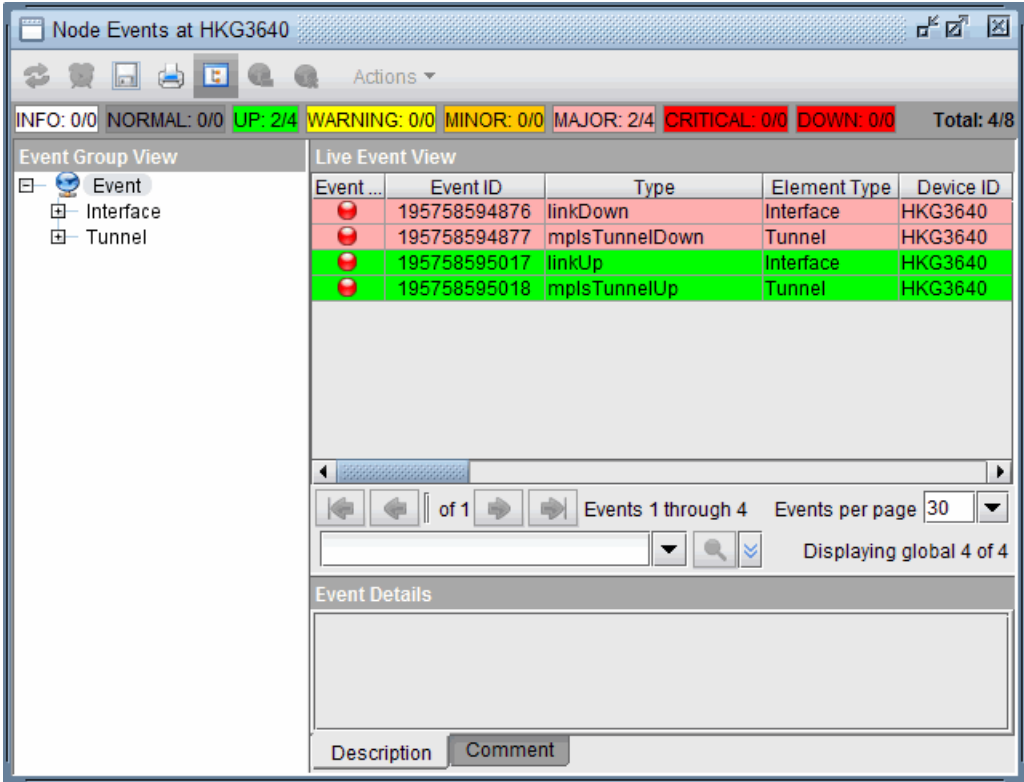 Node Events at HKG3640
Actions
INFO: 0/0 NORMAL: 0/0 UP: 2/4 WARNING: 0/0 MINOR: 0/0 MAJOR: 2/4 CRITICAL: 0/0 DOWN: 0/0 Total: 4/8
Event Group View
Event
Interface
Tunnel
Live Event View
Event ... Event ID Type Element Type Device ID
195758594876 linkDown Interface HKG3640
195758594877 mplsTunnelDown Tunnel HKG3640
195758595017 linkUp Interface HKG3640
195758595018 mplsTunnelUp Tunnel HKG3640
of 1 Events 1 through 4 Events per page 30
Displaying global 4 of 4
Event Details
Description Comment